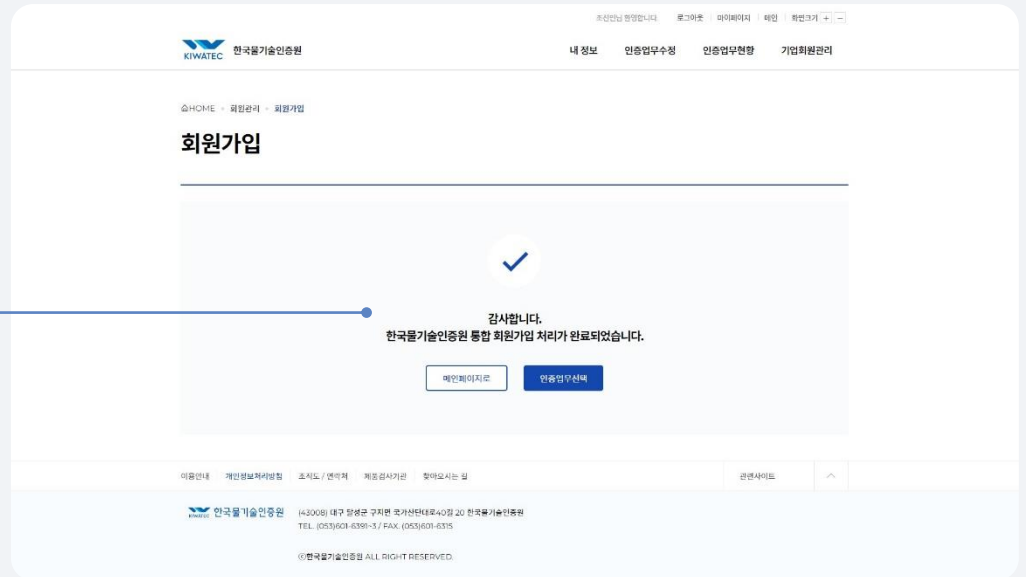 조선인님 환영합니다. 로그아웃 마이페이지 메인 화면크기 + −
KIWATEC 한국물기술인증원 내 정보 인증업무수정 인증업무현황 기업회원관리
HOME 회원관리 회원가입
회원가입
감사합니다.
한국물기술인증원 통합 회원가입 처리가 완료되었습니다.
메인페이지로 인증업무선택
이용안내 개인정보처리방침 조직도 / 연락처 제품검사기관 찾아오시는 길 관련사이트
KIWATEC 한국물기술인증원 (43008) 대구 달성군 구지면 국가산단대로40길 20 한국물기술인증원
TEL. (053)601-6391~3 / FAX. (053)601-6315
ⓒ한국물기술인증원 ALL RIGHT RESERVED.